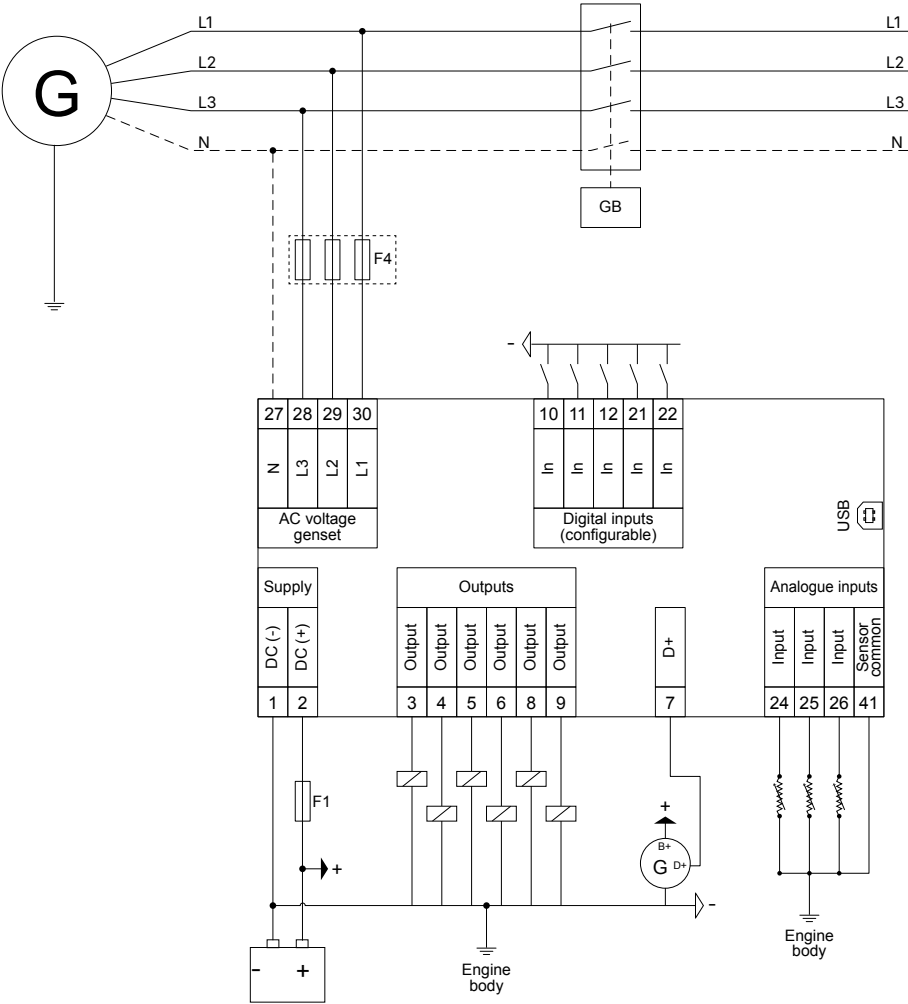 L1 L1
L2 L2
G
L3 L3
N N
GB
F4
-
27 28 29 30 10 11 12 21 22
N L3 L2 L1 In In In In In
USB
AC voltage
genset
Digital inputs
(configurable)
Supply Outputs Analogue inputs
DC (-) DC (+) Output Output Output Output Output Output D+ Input Input Input Sensor
common
1 2 3 4 5 6 8 9 7 24 25 26 41
F1
+
B+
G D+
+
-
- +
Engine
body
Engine
body